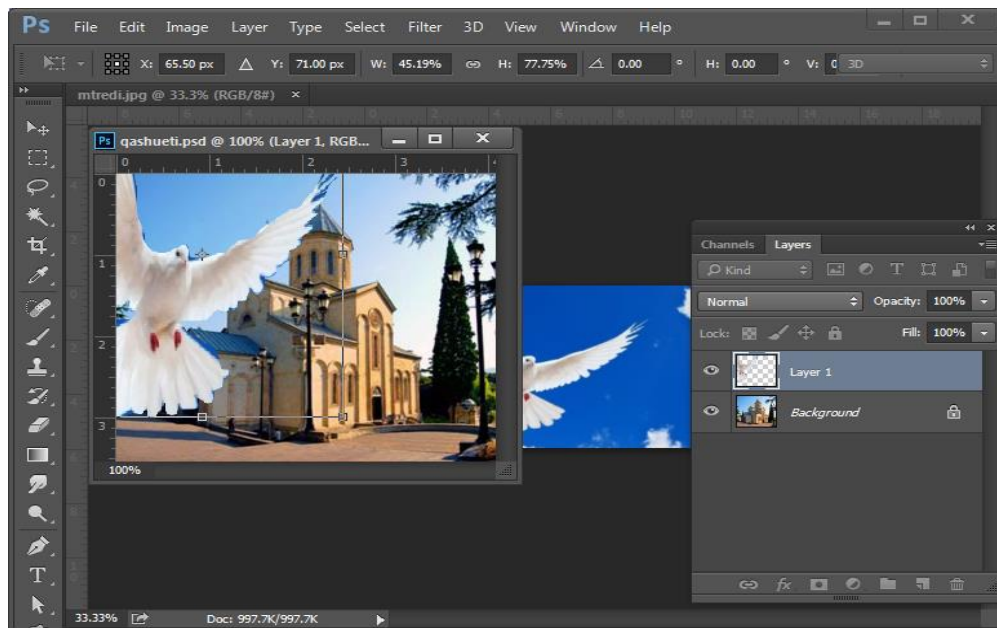 Ps File Edit Image Layer Type Select Filter 3D View Window Help
X: 65.50 px Y: 71.00 px W: 45.19% H: 77.75% 0.00 ° H: 0.00 ° V: 0 3D
mtredi.jpg @ 33.3% (RGB/8#) ×
Ps qashueti.psd @ 100% (Layer 1, RGB...
0 1 2 3
0
1
2
3
100%
Channels Layers
Kind
Normal Opacity: 100%
Lock: Fill: 100%
Layer 1
Background
fx
33.33% Doc: 997.7K/997.7K